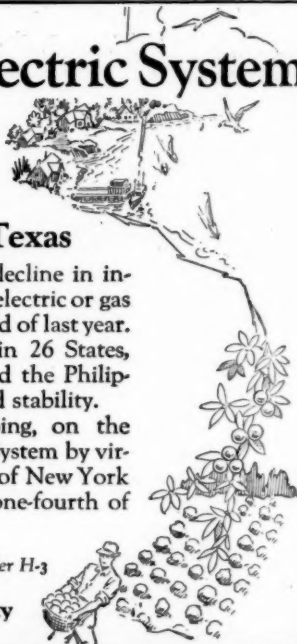 ectric System
Texas
decline in in-
electric or gas
d of last year.
in 26 States,
d the Philip-
d stability.
ing, on the
ystem by vir-
of New York
one-fourth of
er H-3
y